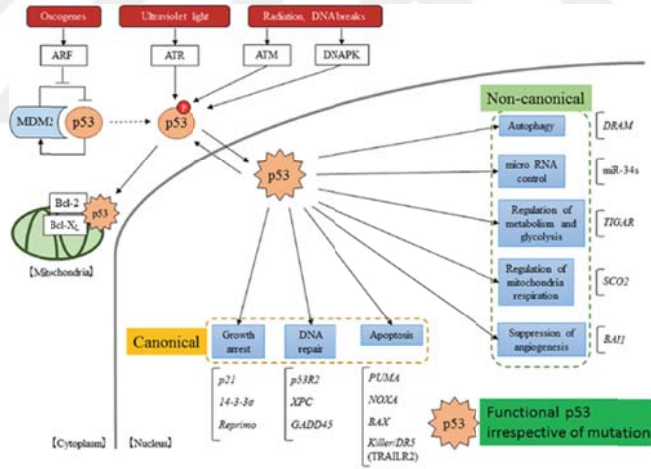 Oncogenes
Ultraviolet light
Radiation, DNA breaks
ARF
ATR
ATM
DNAPK
MDM2
p53
P
p53
p53
Bcl-2
Bcl-XL
p53
【Mitochondria】
Non-canonical
Autophagy
DRAM
micro RNA
control
miR-34s
Regulation of
metabolism and
glycolysis
TIGAR
Regulation of
mitochondria
respiration
SCO2
Suppression of
angiogenesis
BAI1
Canonical
Growth
arrest
DNA
repair
Apoptosis
p21
14-3-3σ
Reprimo
p53R2
XPC
GADD45
PUMA
NOXA
BAX
Killer/DR5
(TRAILR2)
p53
Functional p53
irrespective of mutation
【Cytoplasm】
【Nucleus】